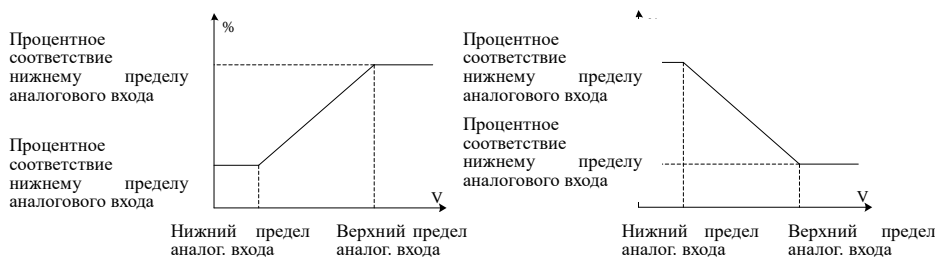 %
Процентное
соответствие
нижнему пределу
аналогового входа
Процентное
соответствие
нижнему пределу
аналогового входа
V
Нижний предел
аналог. входа
Верхний предел
аналог. входа
Процентное
соответствие
нижнему пределу
аналогового входа
Процентное
соответствие
нижнему пределу
аналогового входа
V
Нижний предел
аналог. входа
Верхний предел
аналог. входа